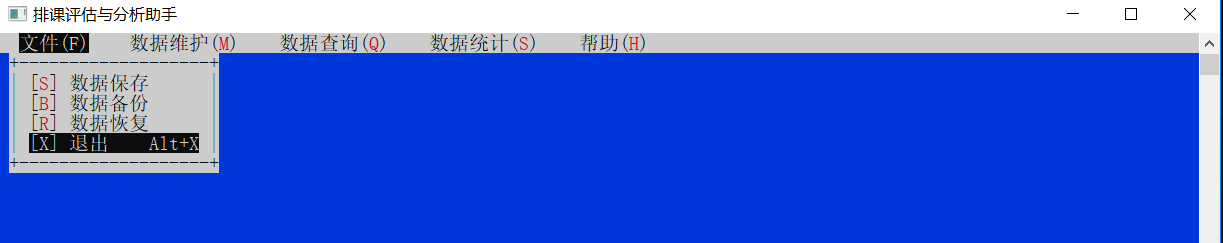 排课评估与分析助手
文件(F) 数据维护(M) 数据查询(Q) 数据统计(S) 帮助(H)
[S] 数据保存
[B] 数据备份
[R] 数据恢复
[X] 退出 Alt+X